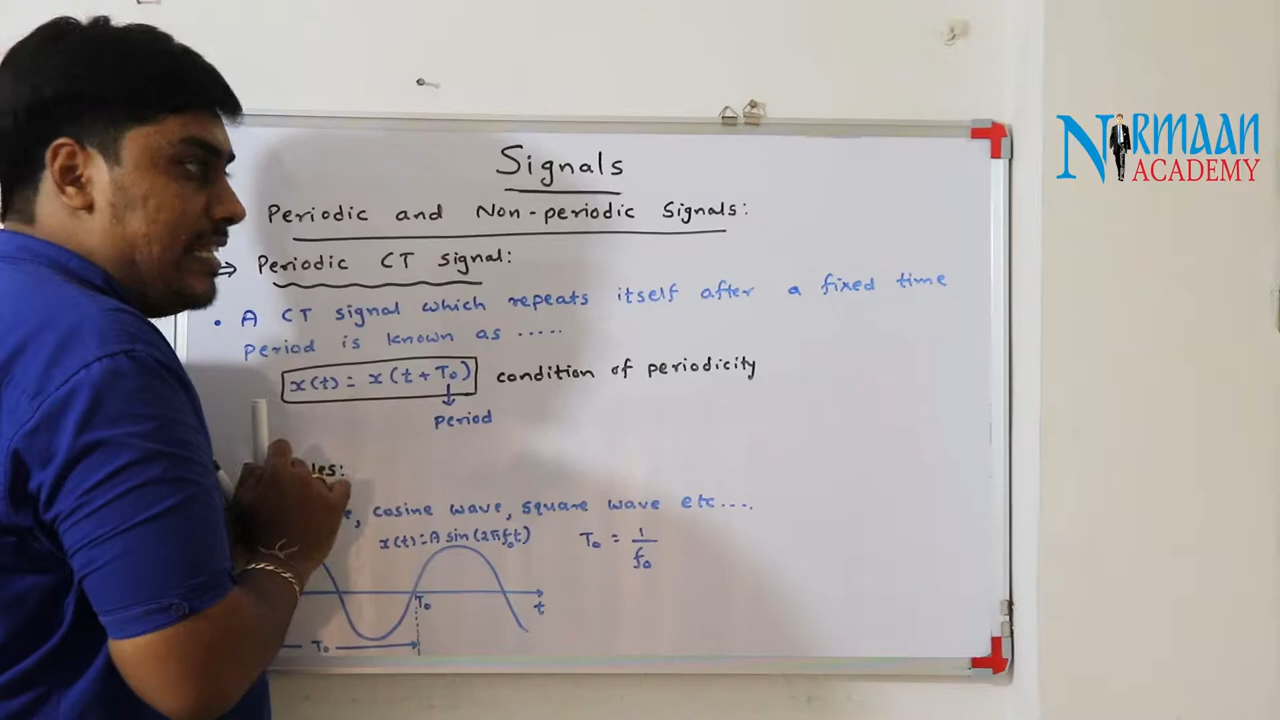 Signals
Periodic and Non-periodic Signals:
⇒ Periodic CT signal:
• A CT signal which repeats itself after a fixed time
period is known as .....
x(t) = x(t + T₀) condition of periodicity
Period
les:
, cosine wave, square wave etc....
x(t) = A sin(2πf₀t) T₀ = 1/f₀
T₀
t
T₀
NIRMAAN
ACADEMY